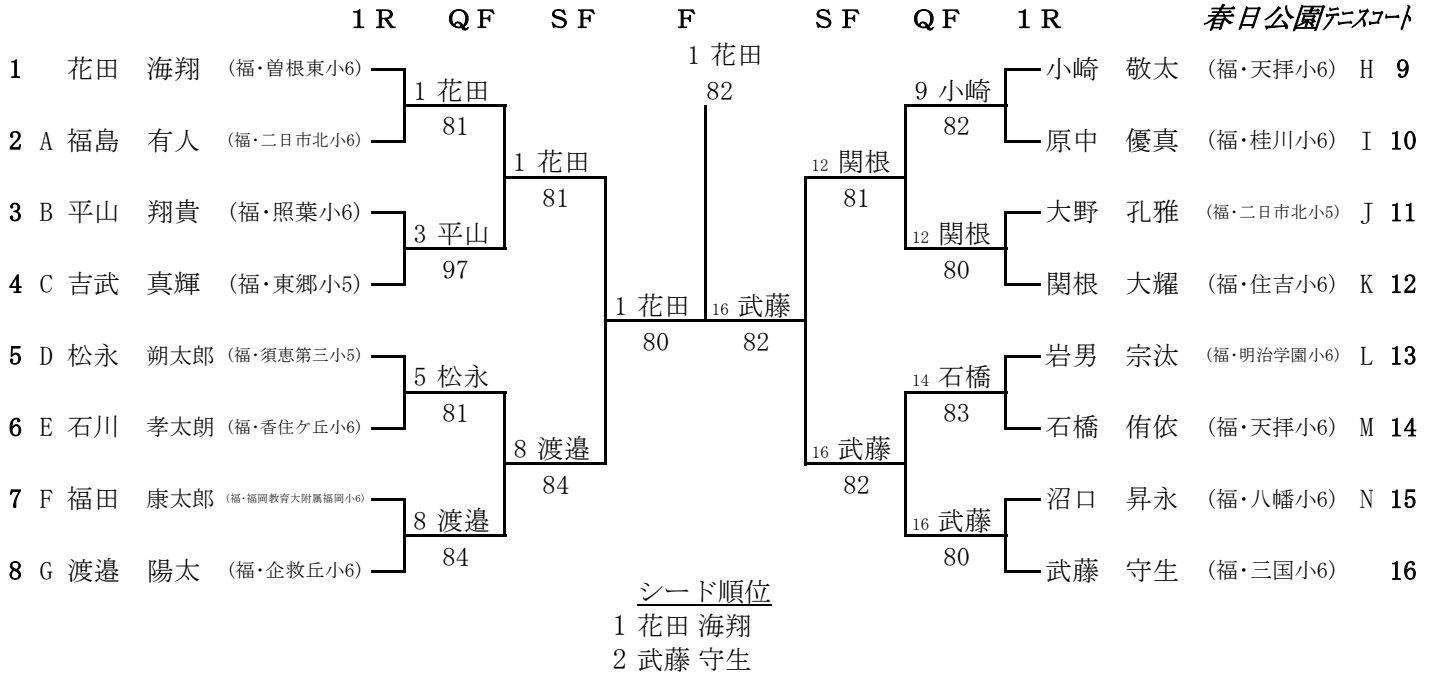 1R QF SF F SF QF 1R 春日公園テニスコート
1 花田 海翔 (福・曽根東小6)
1 花田
81
2 A 福島 有人 (福・二日市北小6)
1 花田
81
3 B 平山 翔貴 (福・照葉小6)
3 平山
97
4 C 吉武 真輝 (福・東郷小5)
1 花田
80
5 D 松永 朔太郎 (福・須恵第三小5)
5 松永
81
6 E 石川 孝太朗 (福・香住ケ丘小6)
8 渡邉
84
7 F 福田 康太郎 (福・福岡教育大附属福岡小6)
8 渡邉
84
8 G 渡邉 陽太 (福・企救丘小6)
1 花田
82
小崎 敬太 (福・天拝小6) H 9
9 小崎
82
原中 優真 (福・桂川小6) I 10
12 関根
81
大野 孔雅 (福・二日市北小5) J 11
12 関根
80
関根 大耀 (福・住吉小6) K 12
16 武藤
82
岩男 宗汰 (福・明治学園小6) L 13
14 石橋
83
石橋 侑依 (福・天拝小6) M 14
16 武藤
82
沼口 昇永 (福・八幡小6) N 15
16 武藤
80
武藤 守生 (福・三国小6) 16
シード順位
1 花田 海翔
2 武藤 守生